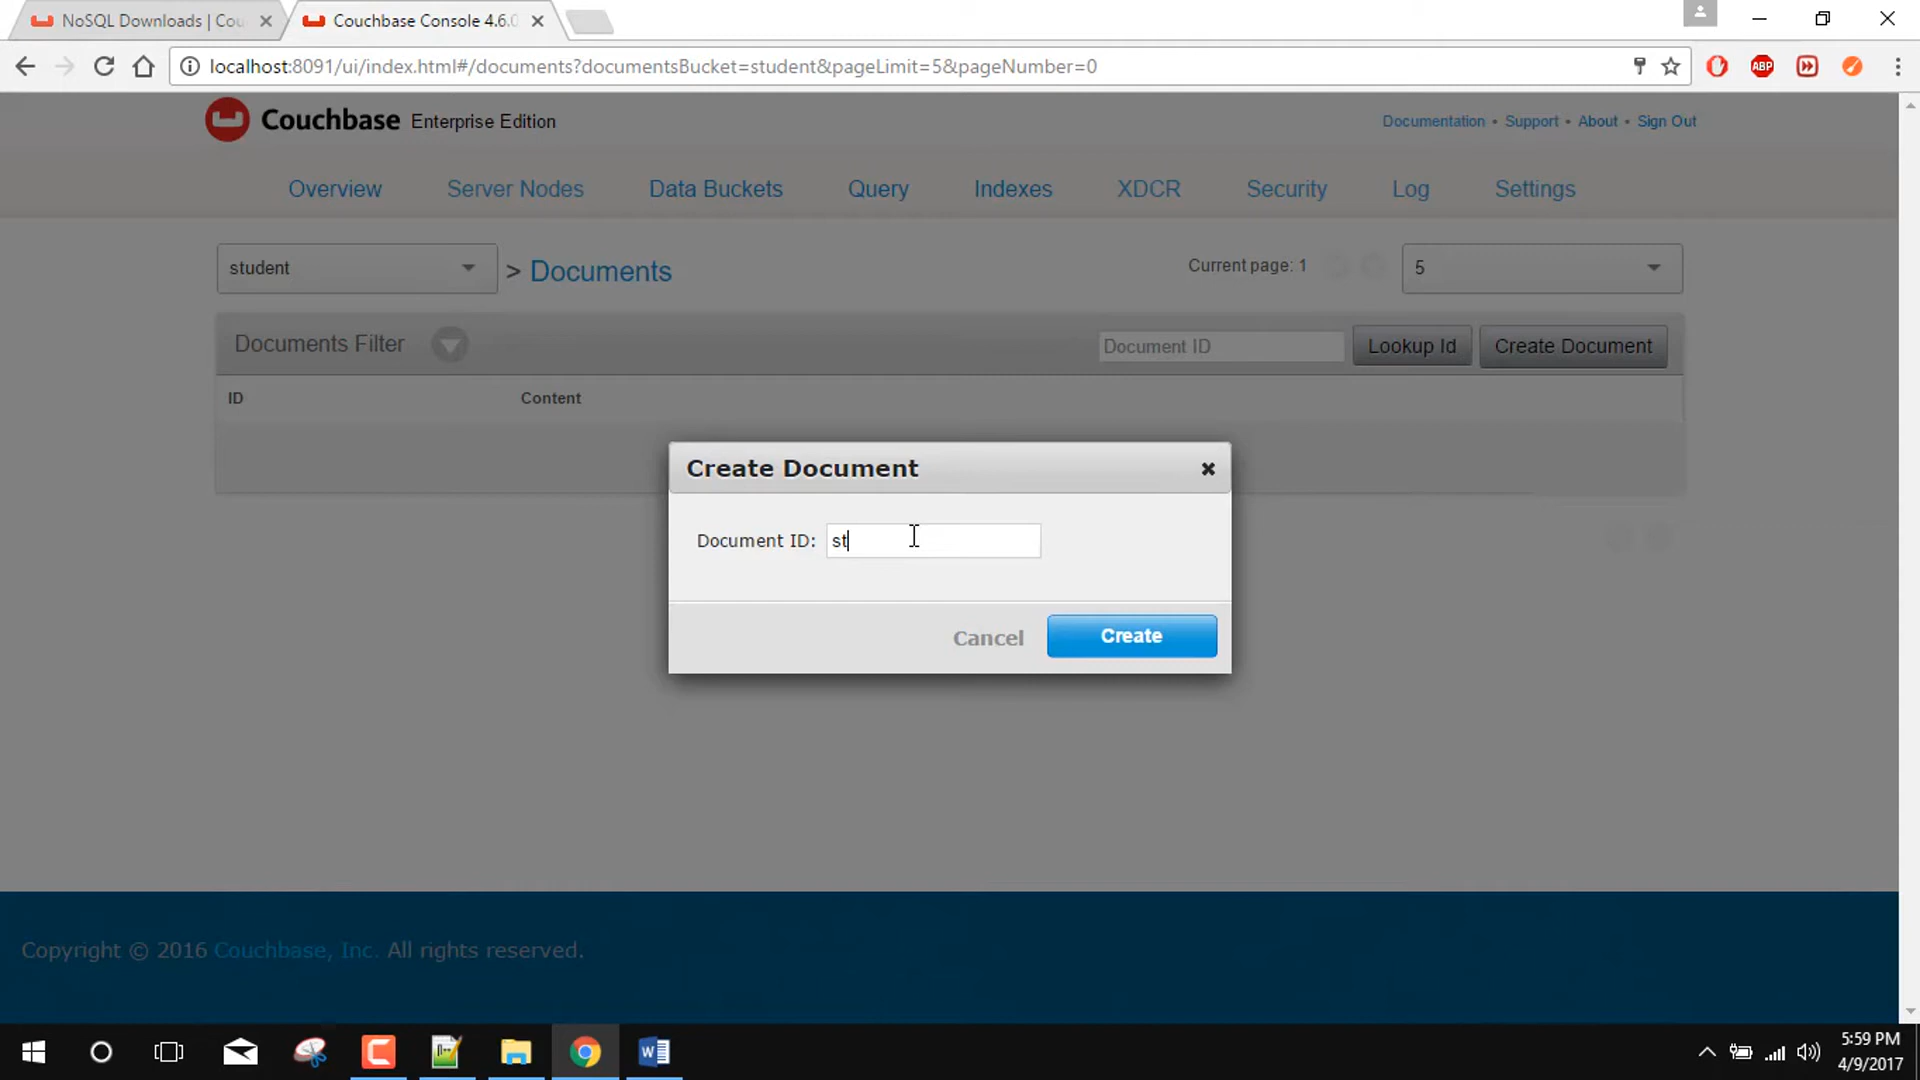 NoSQL Downloads | Cou
Couchbase Console 4.6.0
localhost:8091/ui/index.html#/documents?documentsBucket=student&pageLimit=5&pageNumber=0
ABP
Couchbase Enterprise Edition
Documentation • Support • About • Sign Out
Overview Server Nodes Data Buckets Query Indexes XDCR Security Log Settings
student > Documents Current page: 1 5
Documents Filter Document ID Lookup Id Create Document
ID Content
Create Document
Document ID: st
Cancel Create
Copyright © 2016 Couchbase, Inc. All rights reserved.
5:59 PM
4/9/2017